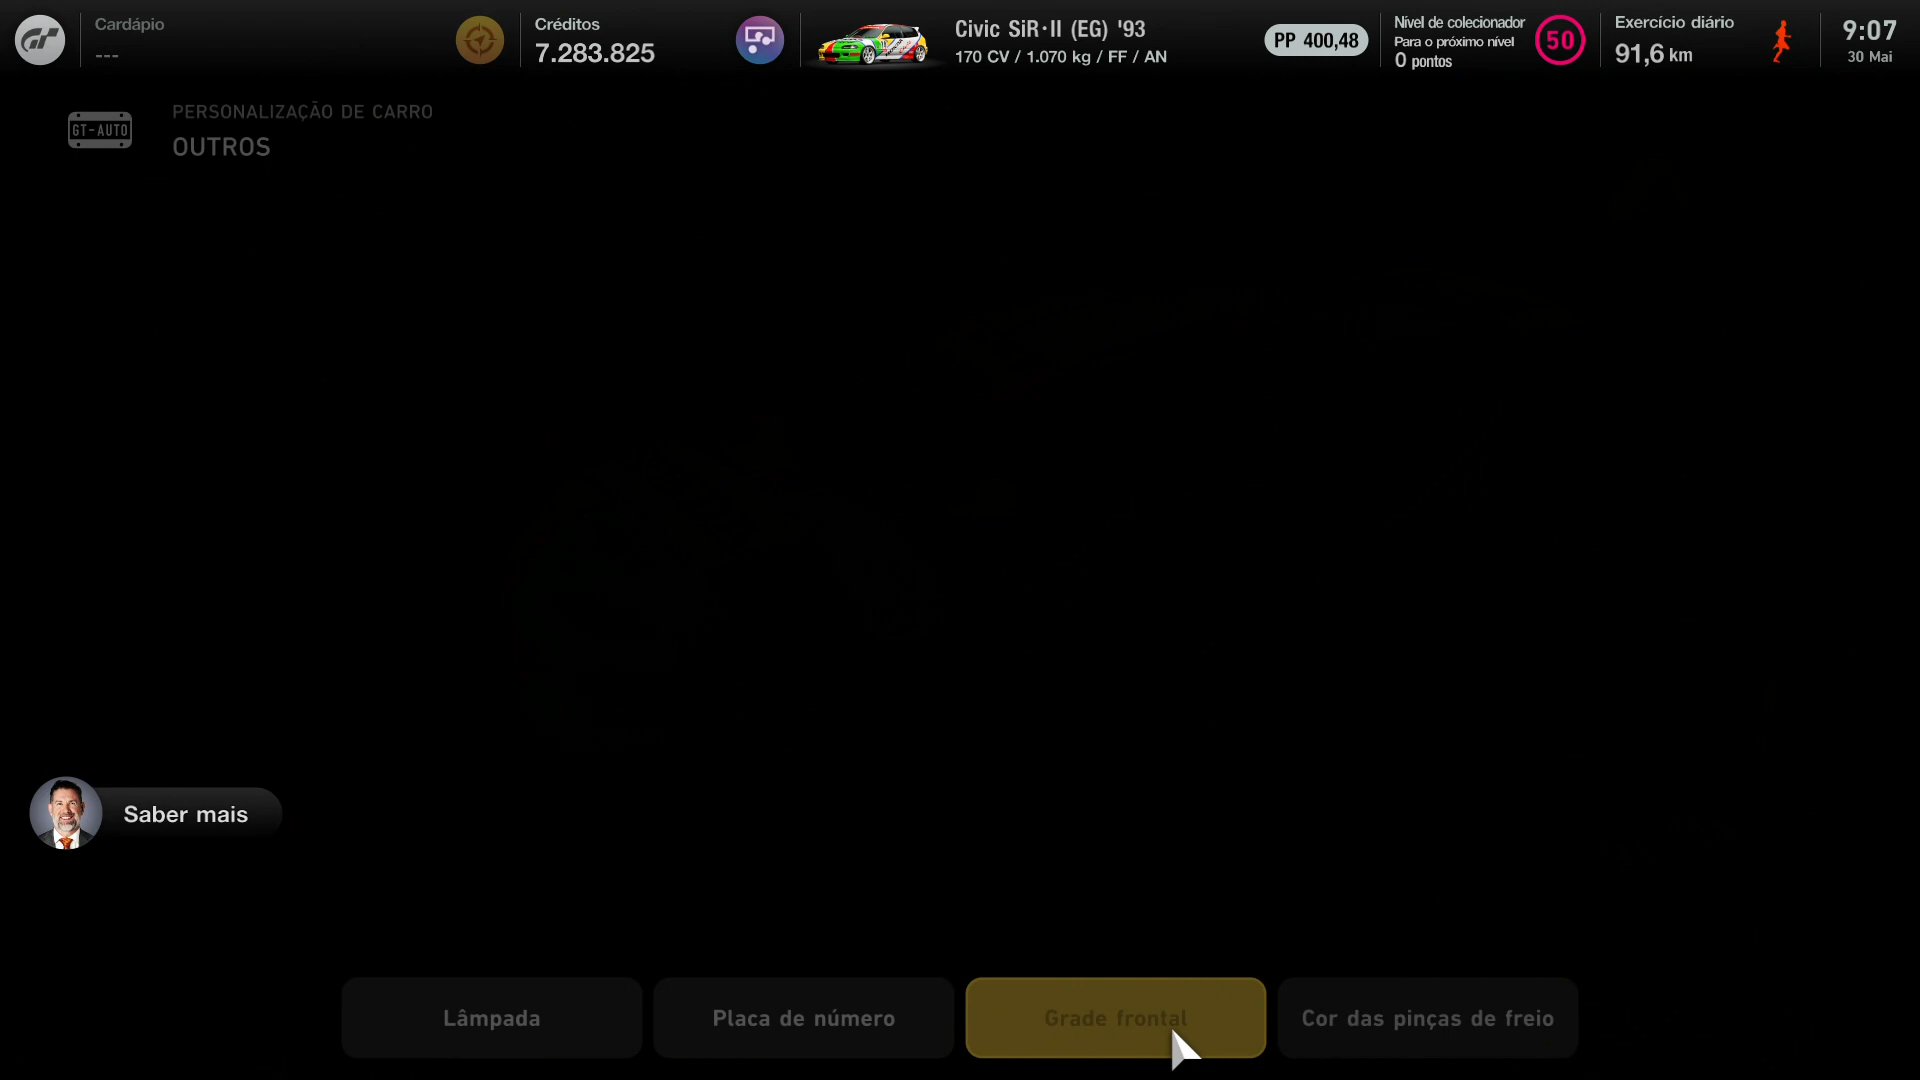 Cardápio
---
Créditos
7.283.825
Civic SiR·II (EG) '93
170 CV / 1.070 kg / FF / AN
PP 400,48
Nível de colecionador
Para o próximo nível
0 pontos
50
Exercício diário
91,6 km
9:07
30 Mai
GT-AUTO
PERSONALIZAÇÃO DE CARRO
OUTROS
Saber mais
Lâmpada
Placa de número
Grade frontal
Cor das pinças de freio